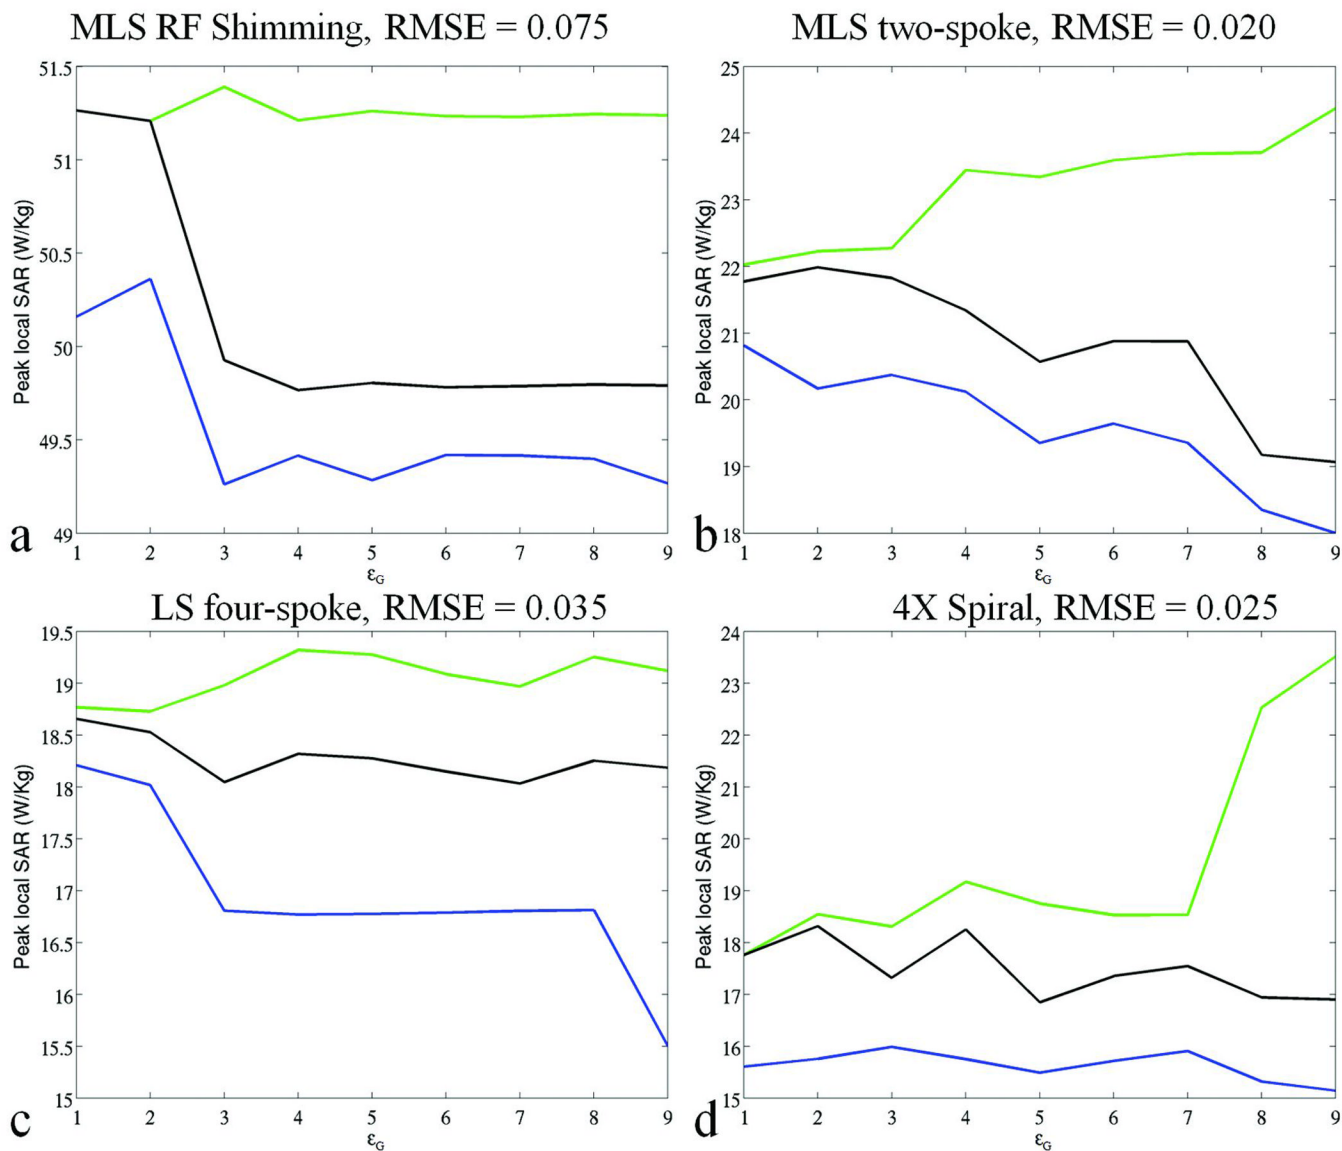 MLS RF Shimming, RMSE = 0.075
51.5
51
50.5
50
49.5
49
Peak local SAR (W/Kg)
1 2 3 4 5 6 7 8 9
εG
a
MLS two-spoke, RMSE = 0.020
25
24
23
22
21
20
19
18
Peak local SAR (W/Kg)
1 2 3 4 5 6 7 8 9
εG
b
LS four-spoke, RMSE = 0.035
19.5
19
18.5
18
17.5
17
16.5
16
15.5
15
Peak local SAR (W/Kg)
1 2 3 4 5 6 7 8 9
εG
c
4X Spiral, RMSE = 0.025
24
23
22
21
20
19
18
17
16
15
Peak local SAR (W/Kg)
1 2 3 4 5 6 7 8 9
εG
d